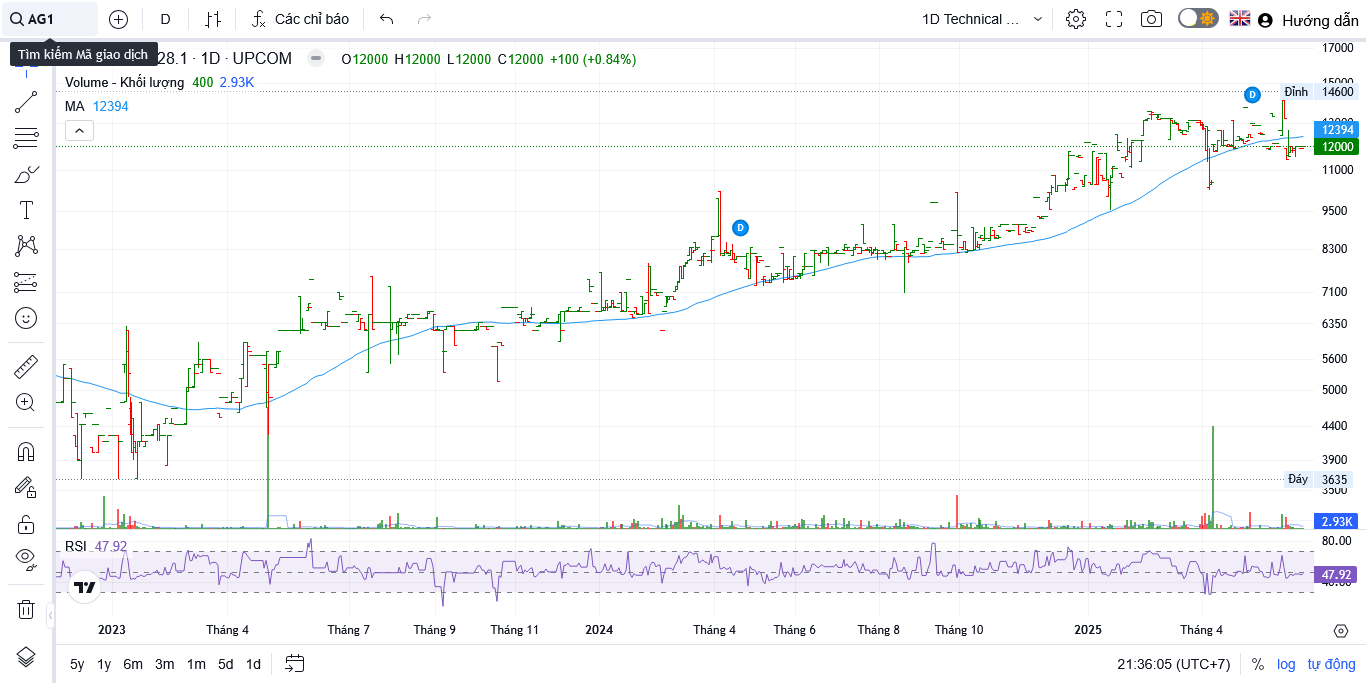 AG1 D Các chỉ báo 1D Technical ... Hướng dẫn
Tìm kiếm Mã giao dịch
28.1 · 1D · UPCOM O12000 H12000 L12000 C12000 +100 (+0.84%)
Volume - Khối lượng 400 2.93K
MA 12394
17000
15000
Đỉnh 14600
D
13000
12394
12000
11000
9500
D
8300
7100
6350
5600
5000
4400
3900
Đáy 3635
3500
2.93K
RSI 47.92
80.00
47.92
40.00
2023 Tháng 4 Tháng 7 Tháng 9 Tháng 11 2024 Tháng 4 Tháng 6 Tháng 8 Tháng 10 2025 Tháng 4
5y 1y 6m 3m 1m 5d 1d 21:36:05 (UTC+7) % log tự động